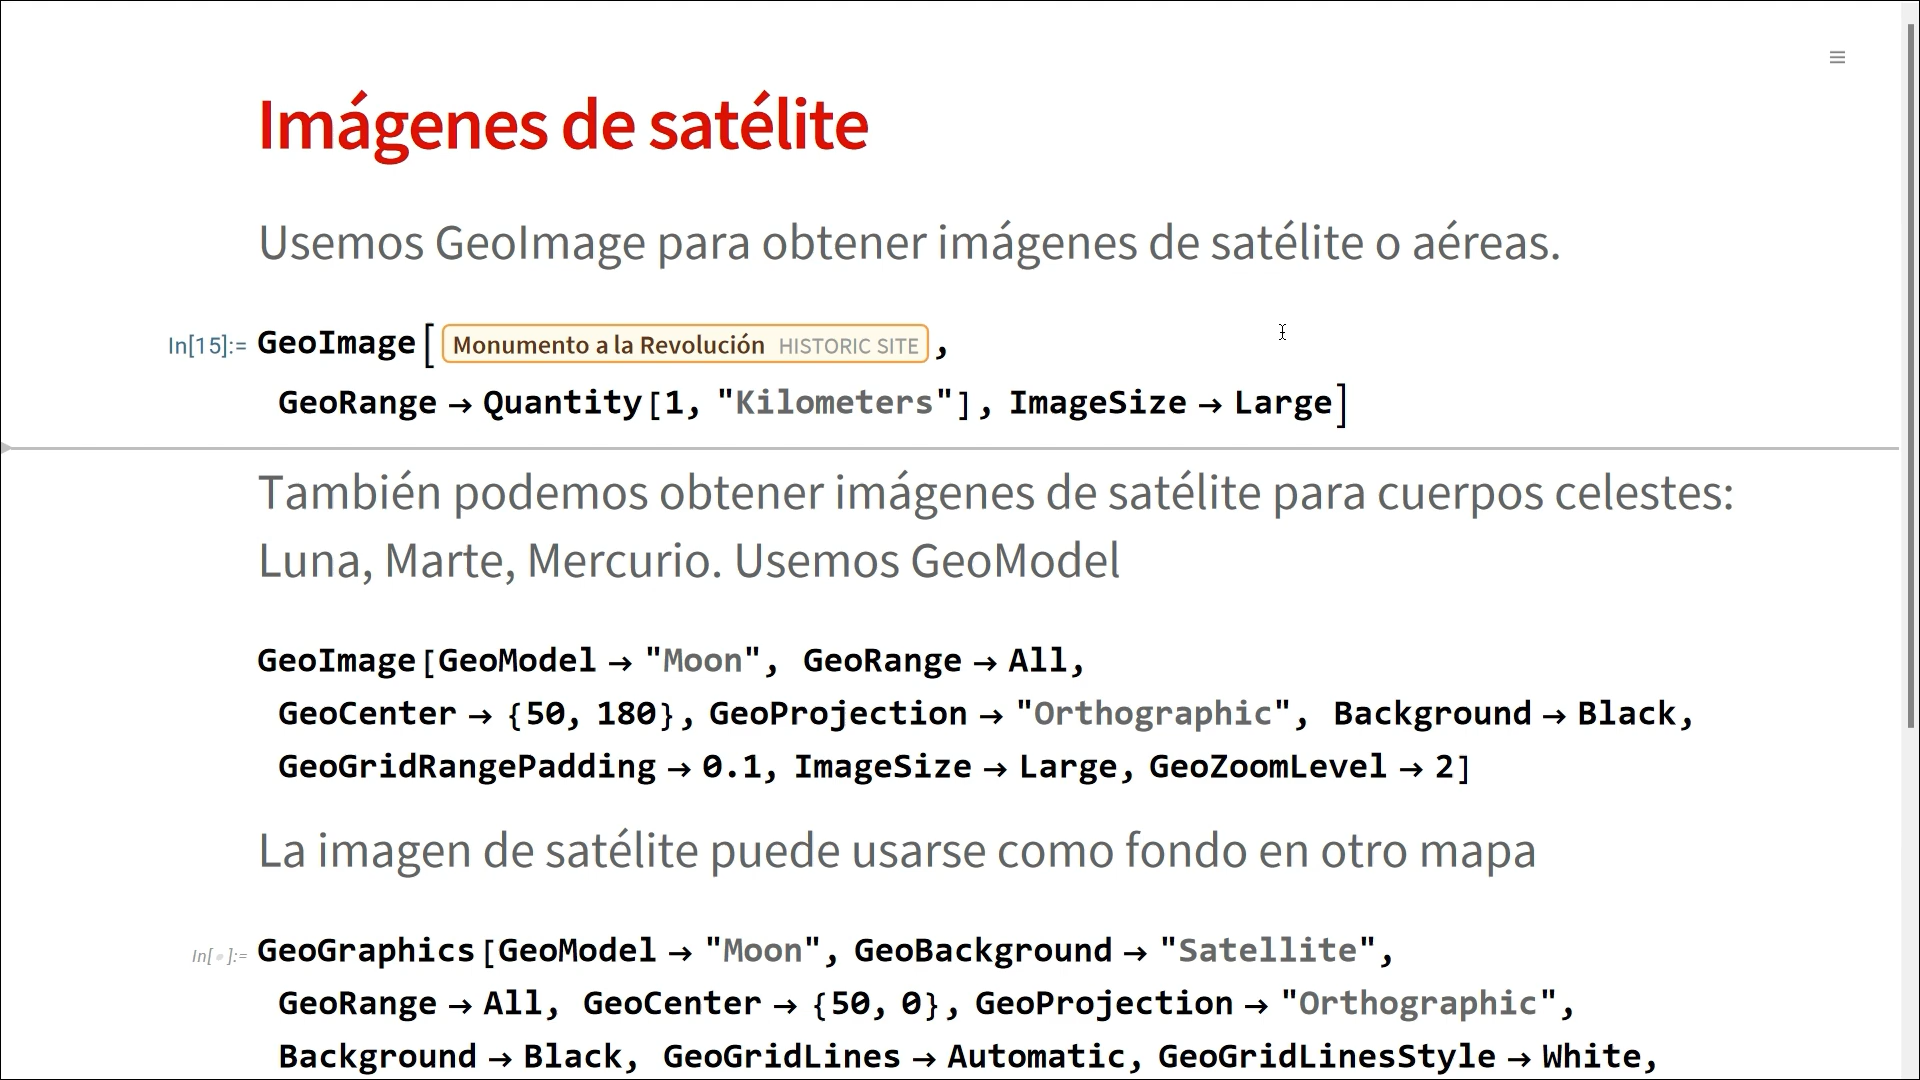 Imágenes de satélite
Usemos GeoImage para obtener imágenes de satélite o aéreas.
In[15]:= GeoImage[Monumento a la Revolución HISTORIC SITE,
GeoRange → Quantity[1, "Kilometers"], ImageSize → Large]
También podemos obtener imágenes de satélite para cuerpos celestes:
Luna, Marte, Mercurio. Usemos GeoModel
GeoImage[GeoModel → "Moon", GeoRange → All,
GeoCenter → {50, 180}, GeoProjection → "Orthographic", Background → Black,
GeoGridRangePadding → 0.1, ImageSize → Large, GeoZoomLevel → 2]
La imagen de satélite puede usarse como fondo en otro mapa
In[•]:= GeoGraphics[GeoModel → "Moon", GeoBackground → "Satellite",
GeoRange → All, GeoCenter → {50, 0}, GeoProjection → "Orthographic",
Background → Black, GeoGridLines → Automatic, GeoGridLinesStyle → White,